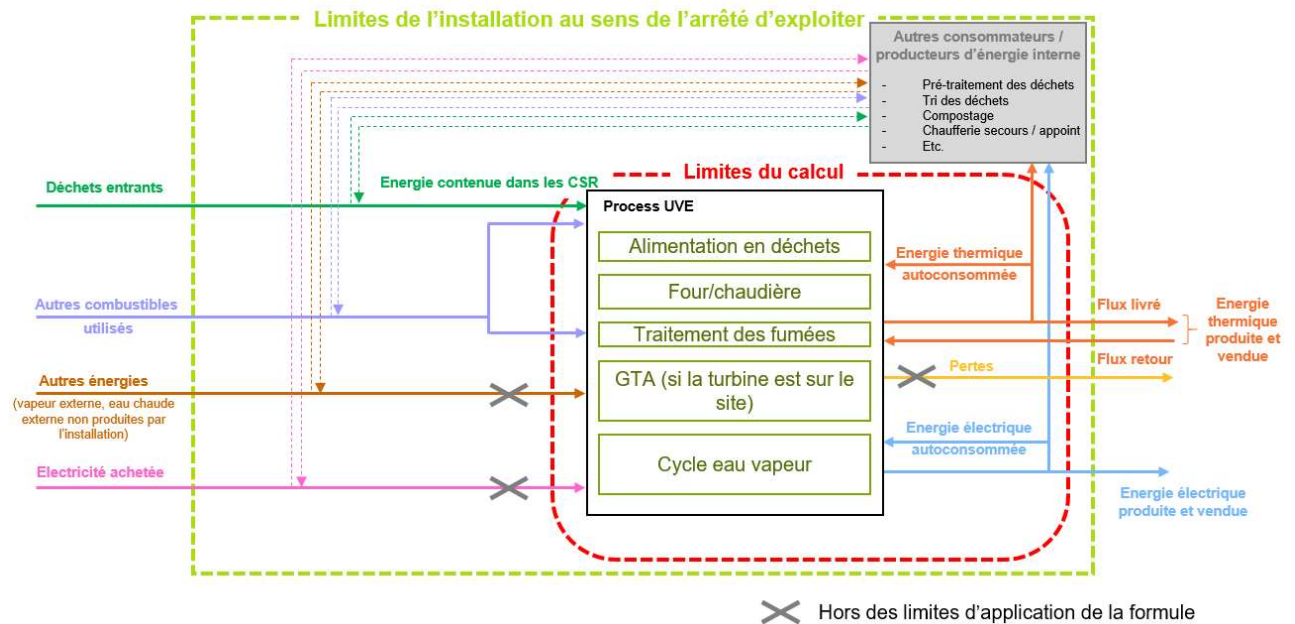 Limites de l'installation au sens de l'arrêté d'exploiter
Autres consommateurs /
producteurs d'énergie interne
- Pré-traitement des déchets
- Tri des déchets
- Compostage
- Chaufferie secours / appoint
- Etc.
Limites du calcul
Déchets entrants
Energie contenue dans les CSR
Process UVE
Alimentation en déchets
Four/chaudière
Traitement des fumées
GTA (si la turbine est sur le
site)
Cycle eau vapeur
Autres combustibles
utilisés
Autres énergies
(vapeur externe, eau chaude
externe non produites par
l'installation)
Electricité achetée
Energie thermique
autoconsommée
Flux livré
Flux retour
Energie
thermique
produite et
vendue
Pertes
Energie électrique
autoconsommée
Energie électrique
produite et vendue
Hors des limites d'application de la formule